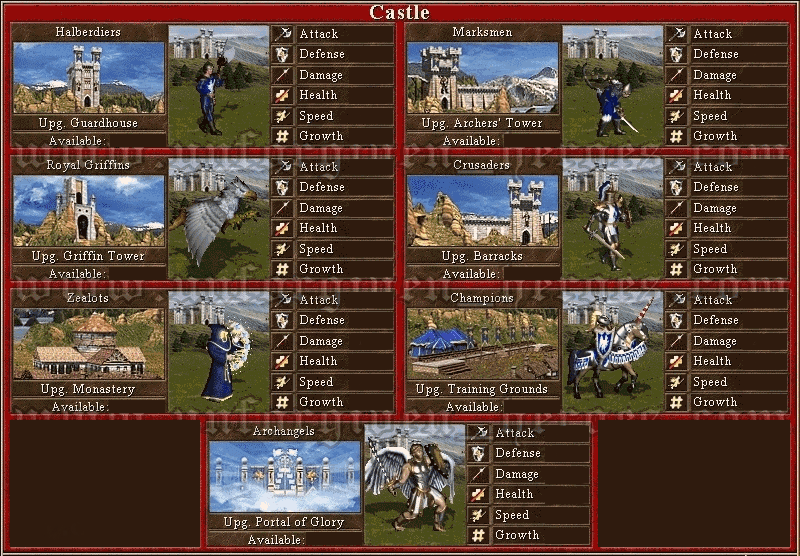 Castle
Halberdiers
Upg. Guardhouse
Available:
Attack
Defense
Damage
Health
Speed
Growth
Marksmen
Upg. Archers' Tower
Available:
Attack
Defense
Damage
Health
Speed
Growth
Royal Griffins
Upg. Griffin Tower
Available:
Attack
Defense
Damage
Health
Speed
Growth
Crusaders
Upg. Barracks
Available:
Attack
Defense
Damage
Health
Speed
Growth
Zealots
Upg. Monastery
Available:
Attack
Defense
Damage
Health
Speed
Growth
Champions
Upg. Training Grounds
Available:
Attack
Defense
Damage
Health
Speed
Growth
Archangels
Upg. Portal of Glory
Available:
Attack
Defense
Damage
Health
Speed
Growth